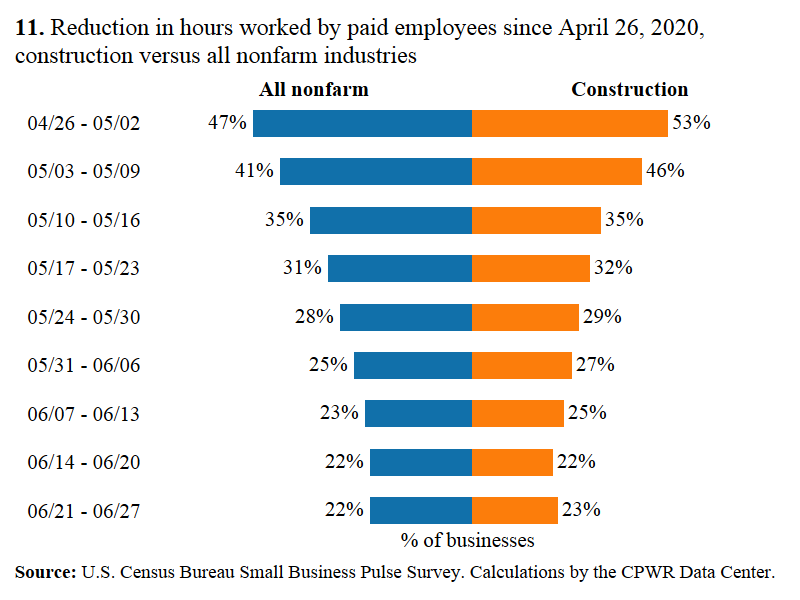 11. Reduction in hours worked by paid employees since April 26, 2020,
construction versus all nonfarm industries
All nonfarm Construction
04/26 - 05/02 47% 53%
05/03 - 05/09 41% 46%
05/10 - 05/16 35% 35%
05/17 - 05/23 31% 32%
05/24 - 05/30 28% 29%
05/31 - 06/06 25% 27%
06/07 - 06/13 23% 25%
06/14 - 06/20 22% 22%
06/21 - 06/27 22% 23%
% of businesses
Source: U.S. Census Bureau Small Business Pulse Survey. Calculations by the CPWR Data Center.